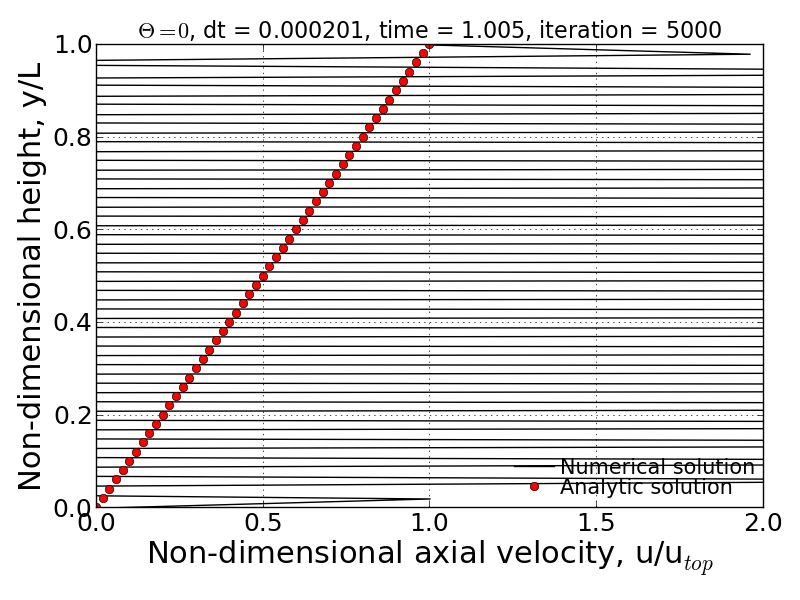 Θ=0, dt = 0.000201, time = 1.005, iteration = 5000
Non-dimensional height, y/L
1.0
0.8
0.6
0.4
0.2
0.0
Numerical solution
Analytic solution
0.0 0.5 1.0 1.5 2.0
Non-dimensional axial velocity, u/u_top